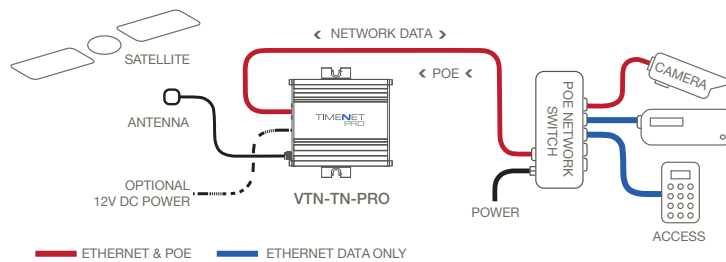 ‹ NETWORK DATA ›
SATELLITE
‹ POE ‹
CAMERA
POE NETWORK
SWITCH
TIMENET
PRO
ANTENNA
OPTIONAL
12V DC POWER
VTN-TN-PRO
POWER
ACCESS
ETHERNET & POE
ETHERNET DATA ONLY